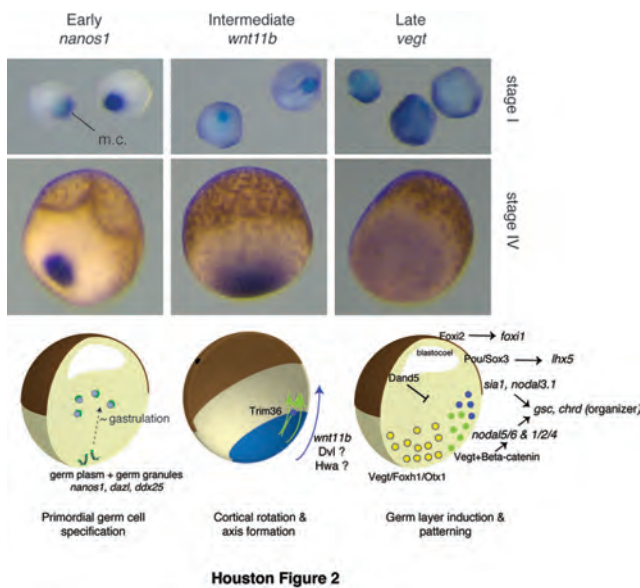 Early
nanos1
Intermediate
wnt11b
Late
vegt
m.c.
stage I
stage IV
~ gastrulation
germ plasm + germ granules
nanos1, dazl, ddx25
Primordial germ cell
specification
Trim36
wnt11b
Dvl ?
Hwa ?
Cortical rotation &
axis formation
Foxi2 → foxi1
blastocoel
Pou/Sox3 → lhx5
Dand5
sia1, nodal3.1
gsc, chrd (organizer)
nodal5/6 & 1/2/4
Vegt+Beta-catenin
Vegt/Foxh1/Otx1
Germ layer induction &
patterning
Houston Figure 2